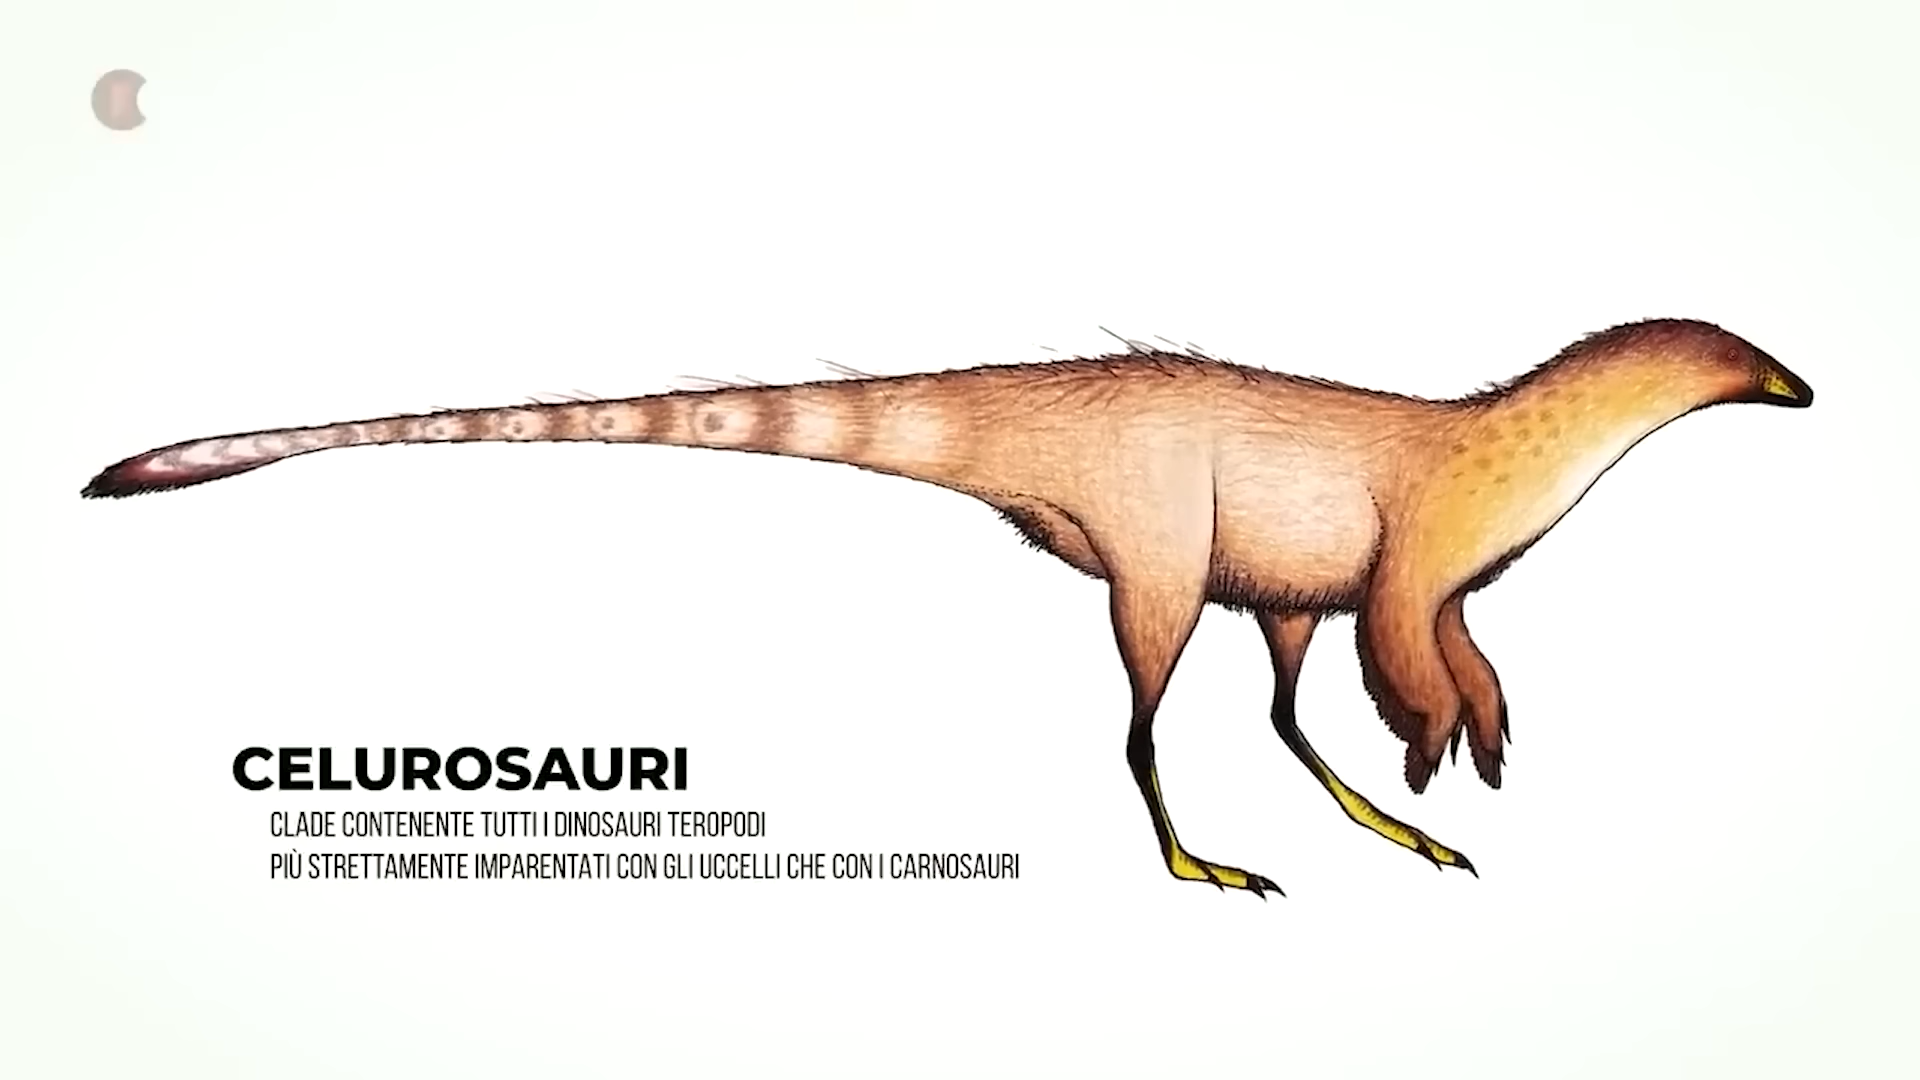 CELUROSAURI
CLADE CONTENENTE TUTTI I DINOSAURI TEROPODI
PIÙ STRETTAMENTE IMPARENTATI CON GLI UCCELLI CHE CON I CARNOSAURI